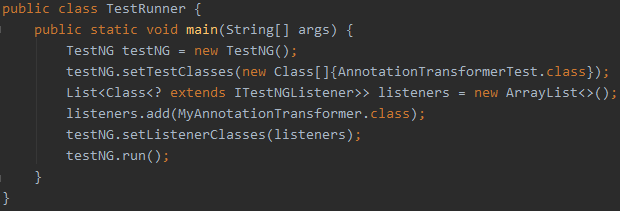 public class TestRunner {
    public static void main(String[] args) {
        TestNG testNG = new TestNG();
        testNG.setTestClasses(new Class[]{AnnotationTransformerTest.class});
        List<Class<? extends ITestNGListener>> listeners = new ArrayList<>();
        listeners.add(MyAnnotationTransformer.class);
        testNG.setListenerClasses(listeners);
        testNG.run();
    }
}